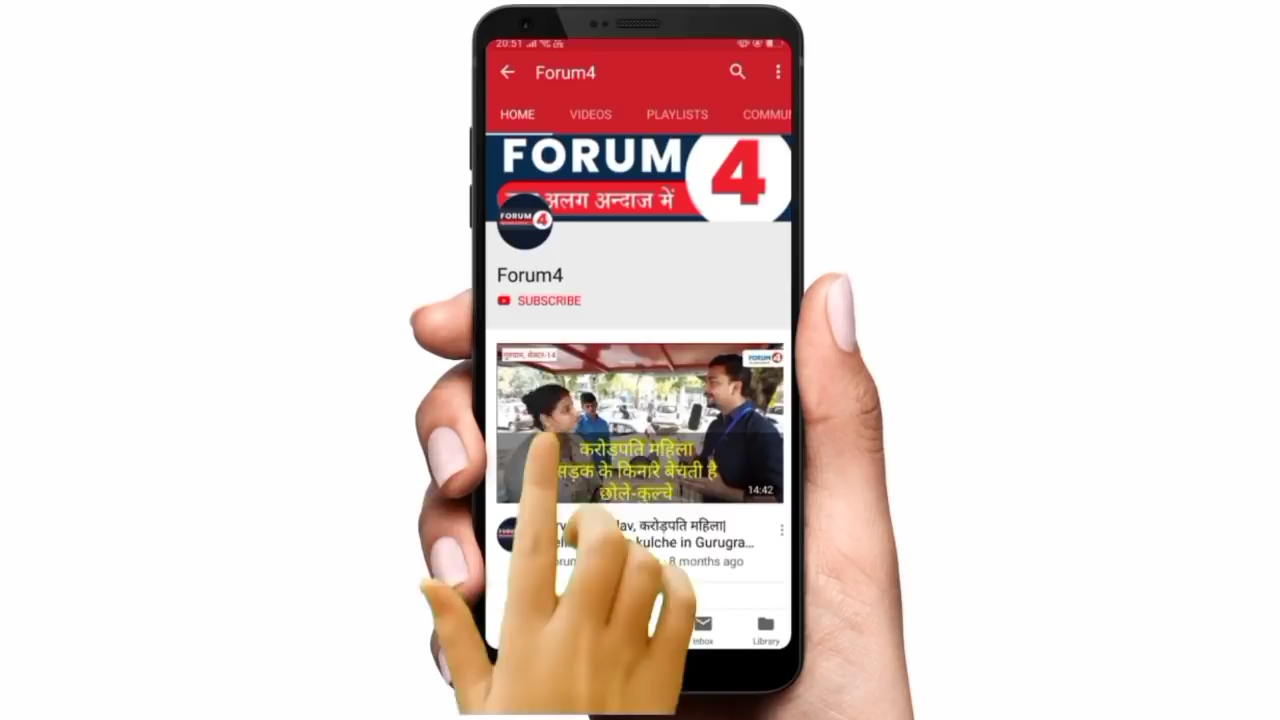 20:51
Forum4
HOME VIDEOS PLAYLISTS COMMU
FORUM 4
अलग अन्दाज में
FORUM 4
Forum4
SUBSCRIBE
गुरुग्राम, सेक्टर-14
FORUM 4
करोड़पति महिला
सड़क के किनारे बेचती है
छोले-कुल्चे
14:42
करोड़पति महिला|
kulche in Gurugra...
8 months ago
Inbox Library